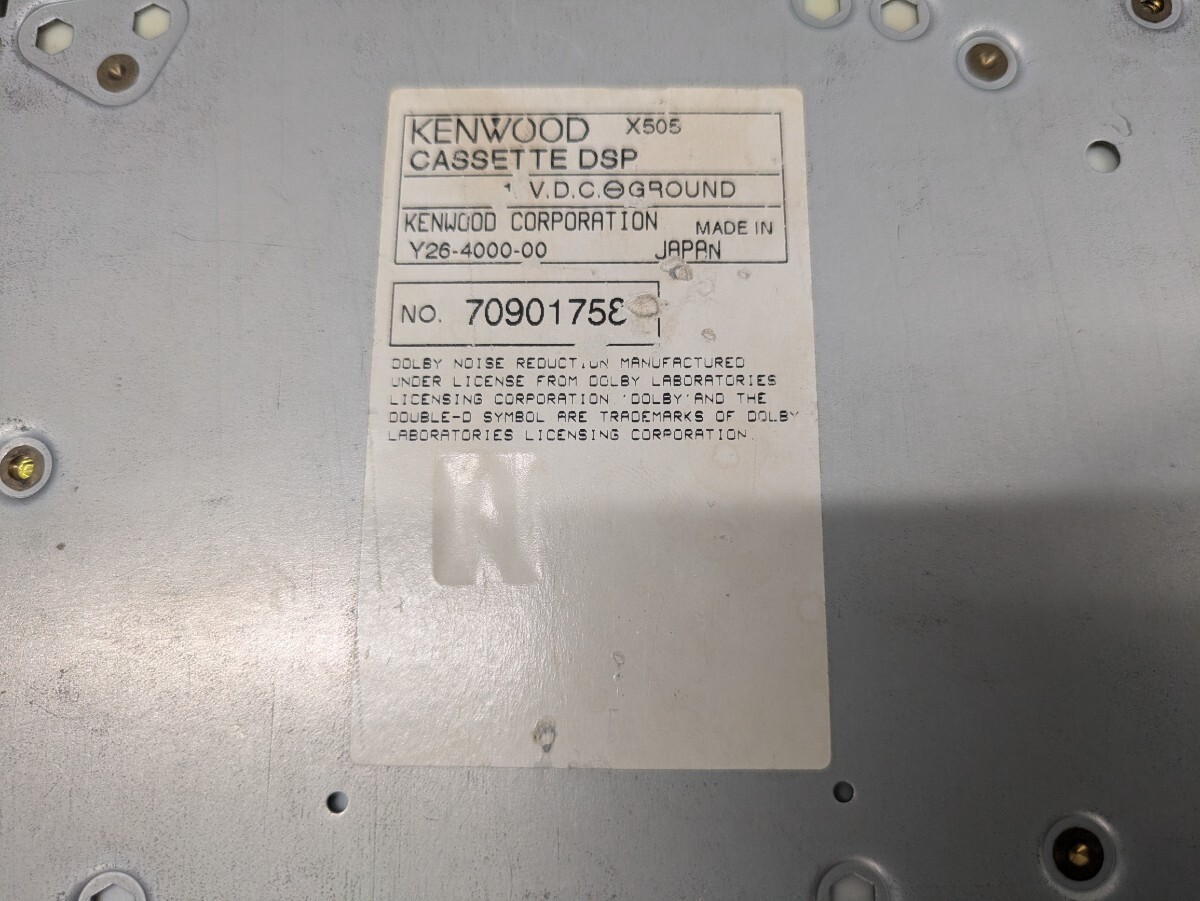 KENWOOD X505
CASSETTE DSP
V.D.C.⊖GROUND
KENWOOD CORPORATION MADE IN
Y26-4000-00 JAPAN
NO. 70901758
DOLBY NOISE REDUCTION MANUFACTURED
UNDER LICENSE FROM DOLBY LABORATORIES
LICENSING CORPORATION. 'DOLBY' AND THE
DOUBLE-D SYMBOL ARE TRADEMARKS OF DOLBY
LABORATORIES LICENSING CORPORATION.